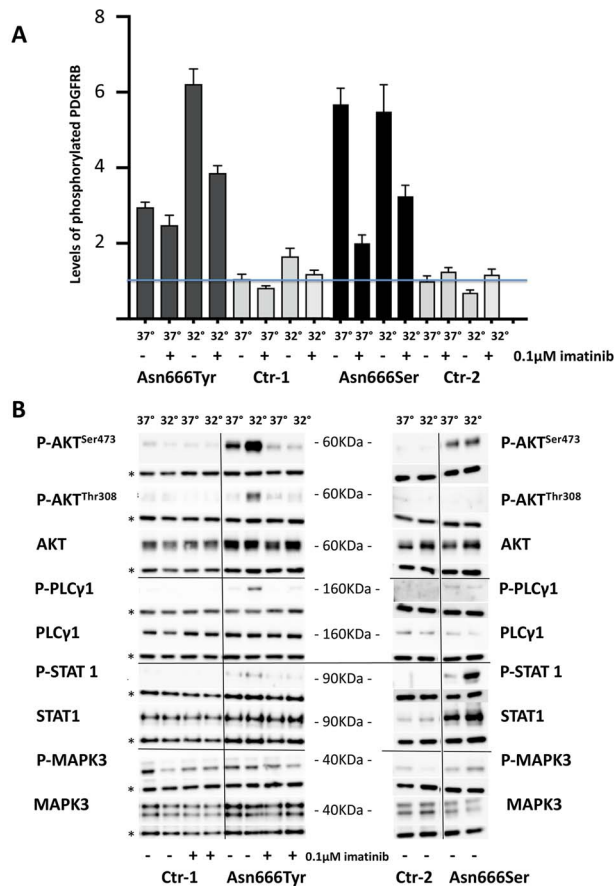 A
Levels of phosphorylated PDGFRB
8
6
4
2
37° 37° 32° 32° 37° 37° 32° 32° 37° 37° 32° 32° 37° 37° 32° 32°
- + - + - + - + - + - + - + - + 0.1µM imatinib
Asn666Tyr Ctr-1 Asn666Ser Ctr-2
B
37° 32° 37° 32° 37° 32° 37° 32° 37° 32° 37° 32°
P-AKTSer473 - 60KDa - P-AKTSer473
*
P-AKTThr308 - 60KDa - P-AKTThr308
*
AKT - 60KDa - AKT
*
P-PLCγ1 - 160KDa - P-PLCγ1
*
PLCγ1 - 160KDa - PLCγ1
*
P-STAT 1 - 90KDa - P-STAT 1
*
STAT1 - 90KDa - STAT1
*
P-MAPK3 - 40KDa - P-MAPK3
*
MAPK3 - 40KDa - MAPK3
*
- - + + - - + + 0.1µM imatinib - - - -
Ctr-1 Asn666Tyr Ctr-2 Asn666Ser